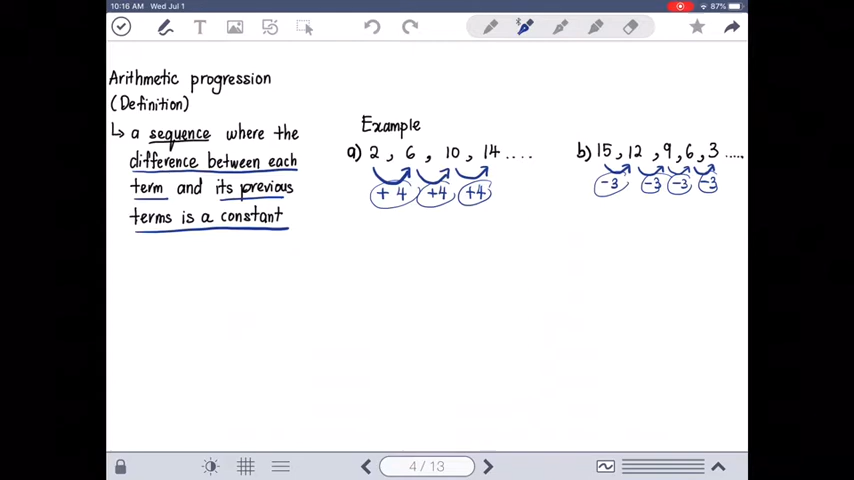 10:16 AM Wed Jul 1
87%
T
Arithmetic progression
(Definition)
↳ a sequence where the
difference between each
term and its previous
terms is a constant
Example
a) 2 , 6 , 10 , 14 ....
+4 +4 +4
b) 15 , 12 , 9 , 6 , 3 .....
-3 -3 -3 -3
4 / 13